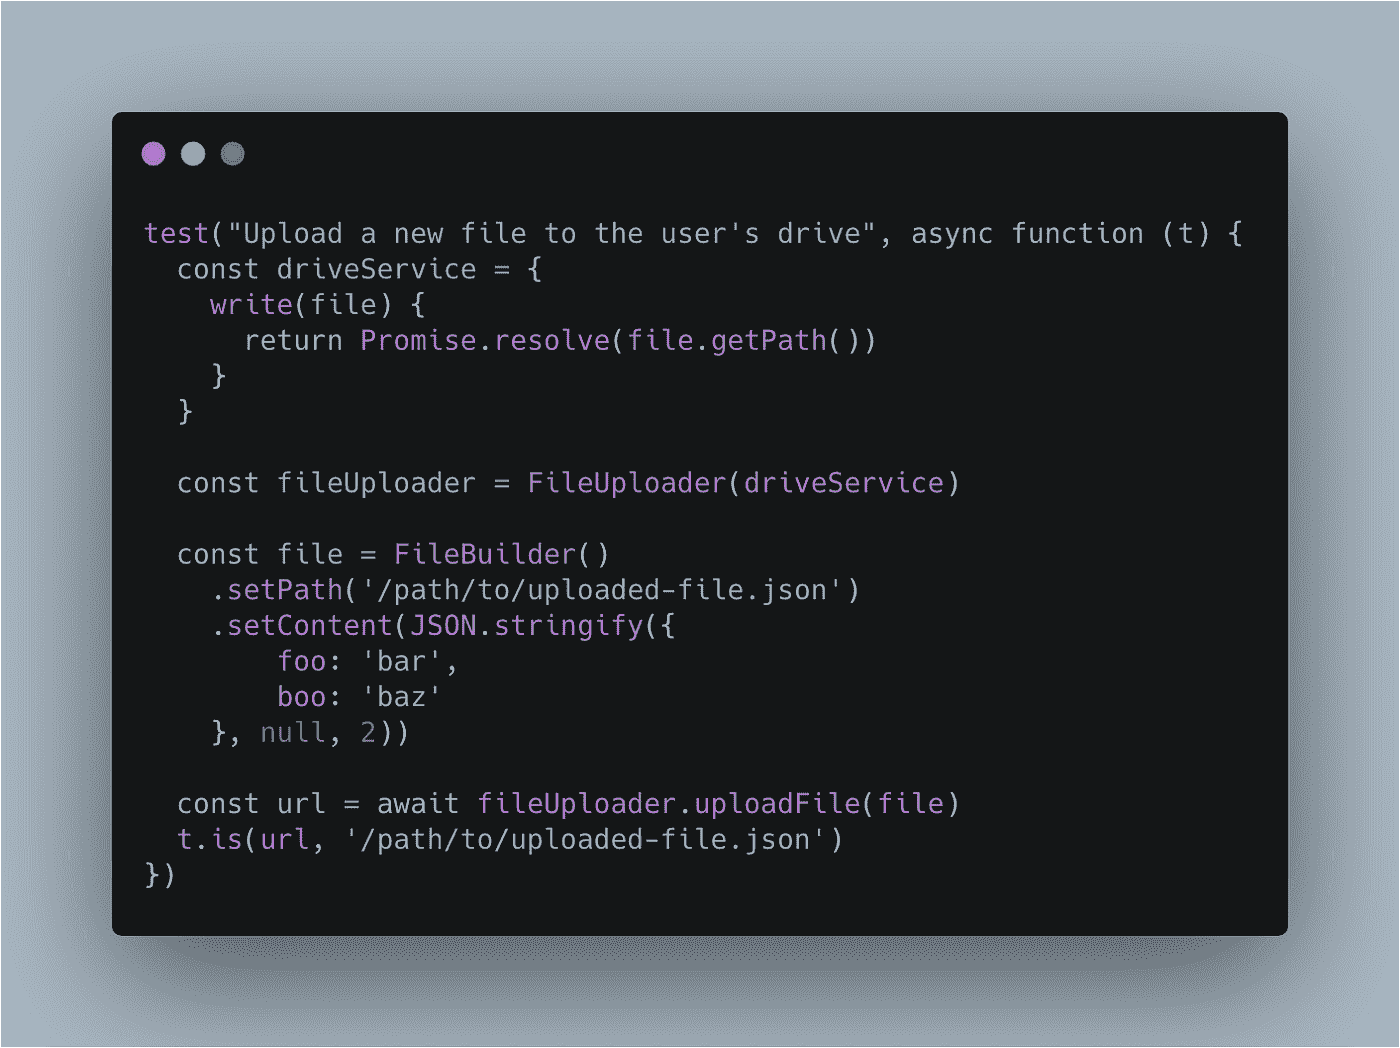 test("Upload a new file to the user's drive", async function (t) {
  const driveService = {
    write(file) {
      return Promise.resolve(file.getPath())
    }
  }

  const fileUploader = FileUploader(driveService)

  const file = FileBuilder()
    .setPath('/path/to/uploaded-file.json')
    .setContent(JSON.stringify({
        foo: 'bar',
        boo: 'baz'
    }, null, 2))

  const url = await fileUploader.uploadFile(file)
  t.is(url, '/path/to/uploaded-file.json')
})